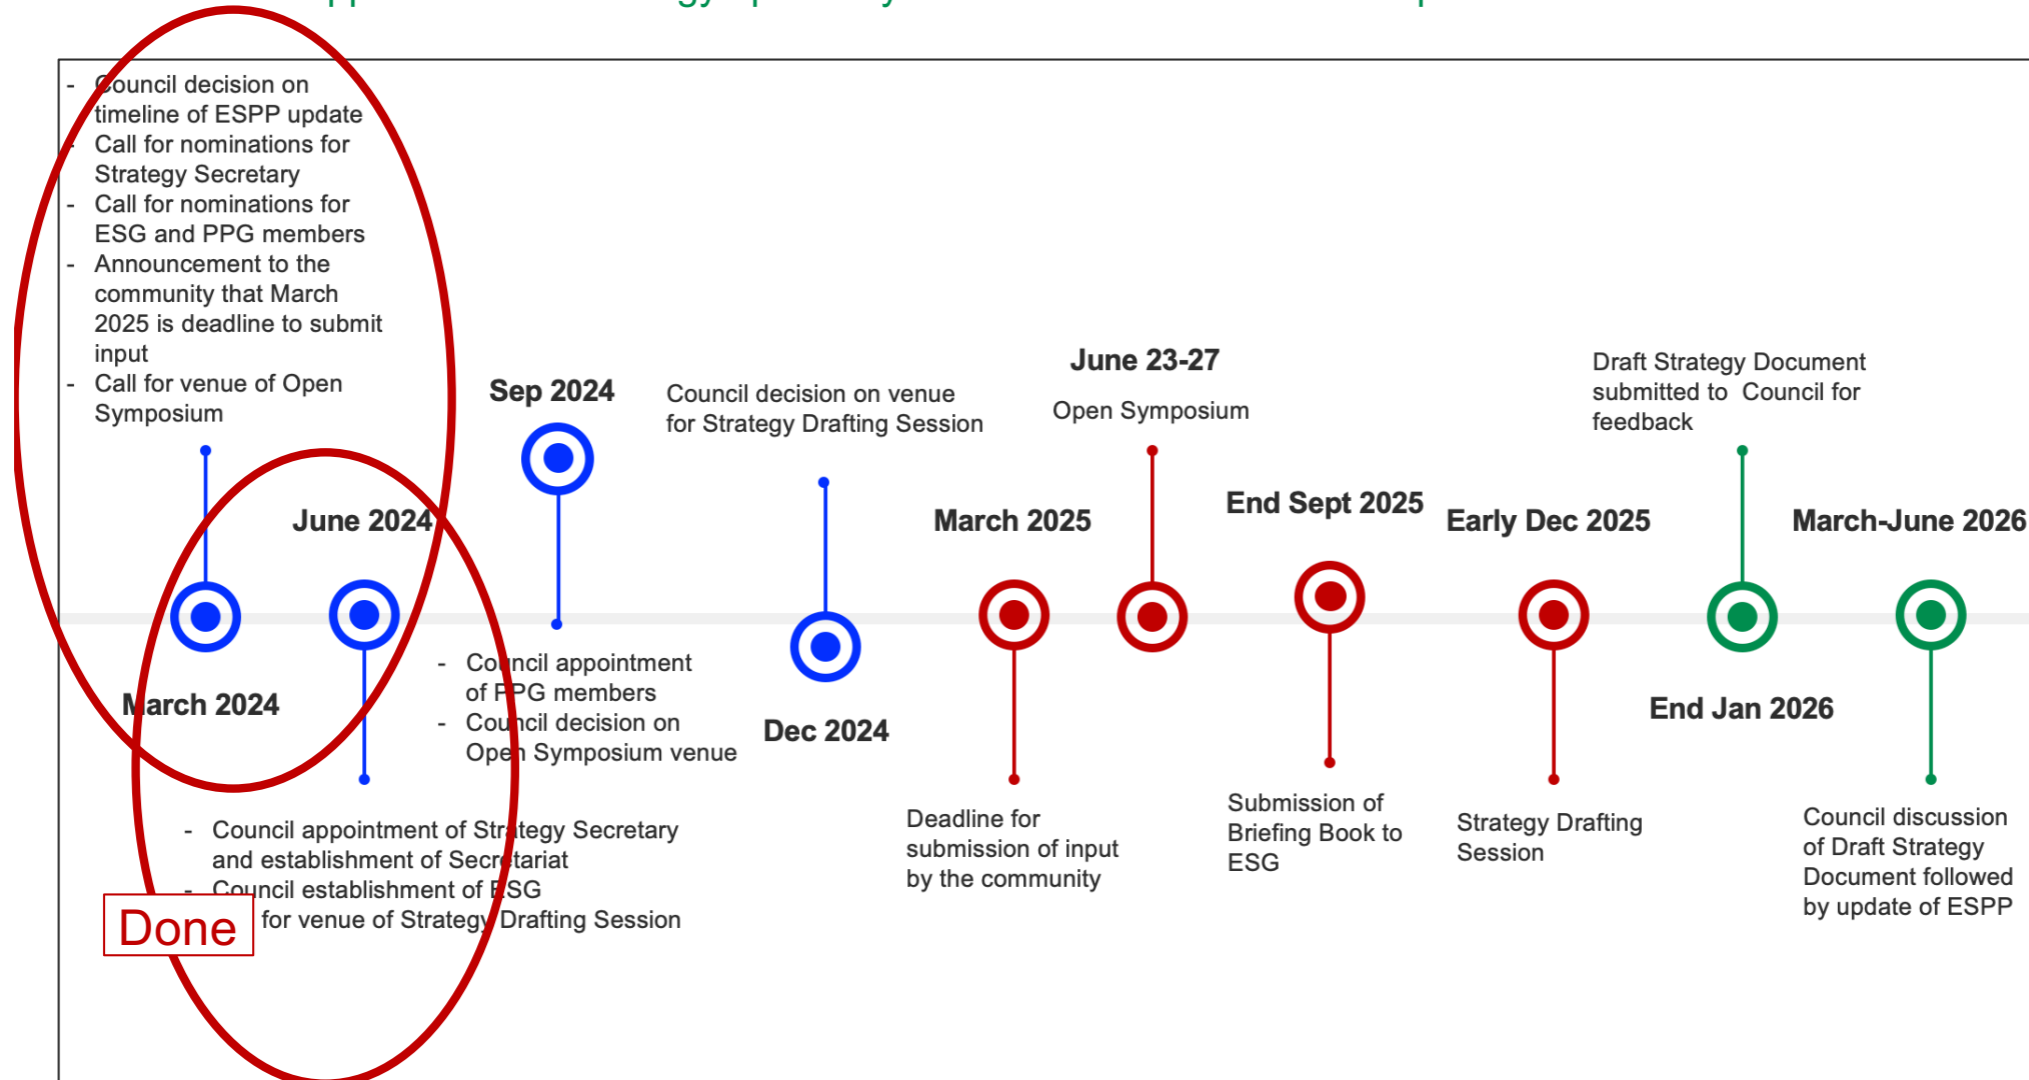 - Council decision on
timeline of ESPP update
- Call for nominations for
Strategy Secretary
- Call for nominations for
ESG and PPG members
- Announcement to the
community that March
2025 is deadline to submit
input
- Call for venue of Open
Symposium
March 2024
June 2024
- Council appointment of Strategy Secretary
and establishment of Secretariat
- Council establishment of ESG
for venue of Strategy Drafting Session
Done
Sep 2024
- Council appointment
of PPG members
- Council decision on
Open Symposium venue
Council decision on venue
for Strategy Drafting Session
Dec 2024
March 2025
Deadline for
submission of input
by the community
June 23-27
Open Symposium
End Sept 2025
Submission of
Briefing Book to
ESG
Early Dec 2025
Strategy Drafting
Session
Draft Strategy Document
submitted to Council for
feedback
End Jan 2026
March-June 2026
Council discussion
of Draft Strategy
Document followed
by update of ESPP